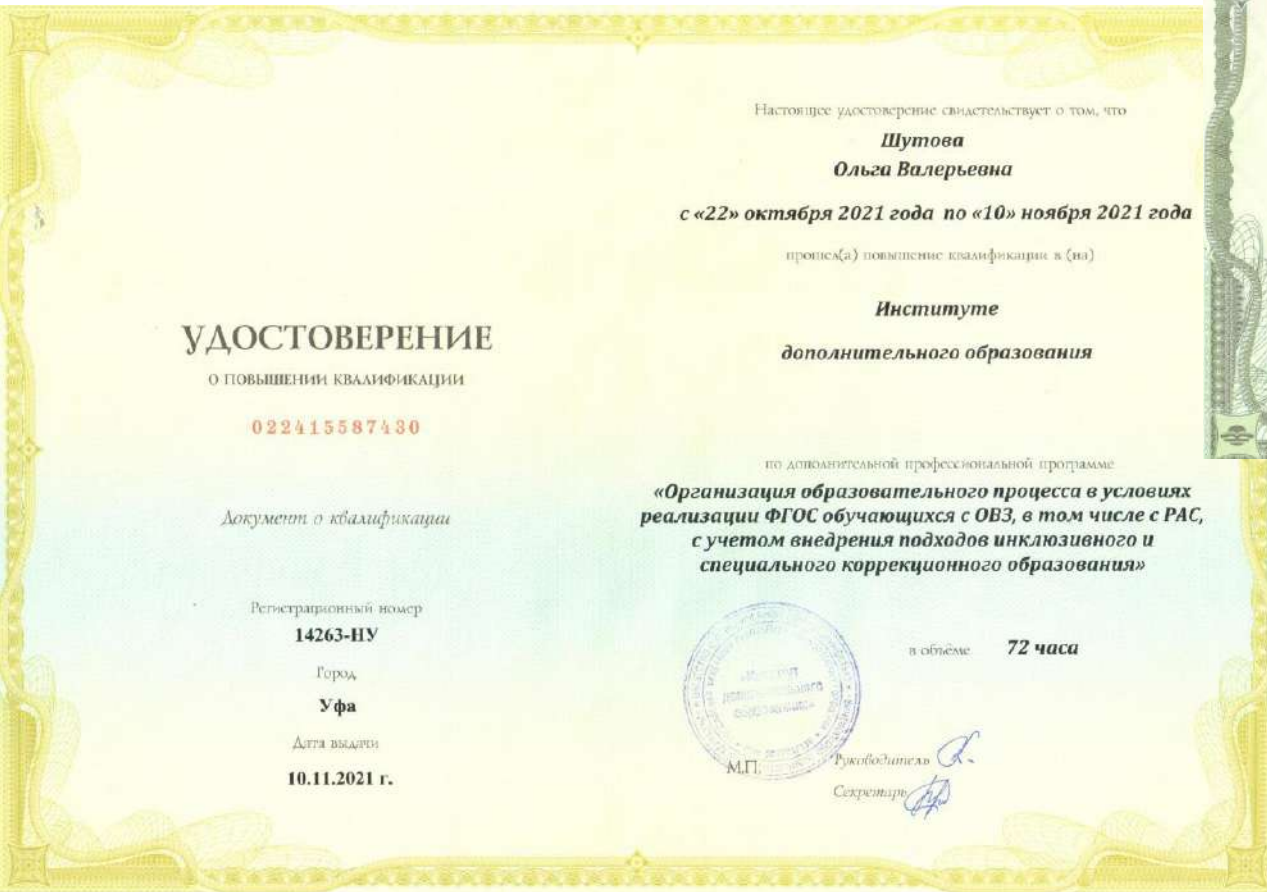 УДОСТОВЕРЕНИЕ
О ПОВЫШЕНИИ КВАЛИФИКАЦИИ
022415587430
Документ о квалификации
Регистрационный номер
14263-НУ
Город
Уфа
Дата выдачи
10.11.2021 г.
Настоящее удостоверение свидетельствует о том, что
Шутова
Ольга Валерьевна
с «22» октября 2021 года по «10» ноября 2021 года
прошел(а) повышение квалификации в (на)
Институте
дополнительного образования
по дополнительной профессиональной программе
«Организация образовательного процесса в условиях
реализации ФГОС обучающихся с ОВЗ, в том числе с РАС,
с учетом внедрения подходов инклюзивного и
специального коррекционного образования»
в объёме 72 часа
«Институт
дополнительного
образования»
М.П.
Руководитель
Секретарь